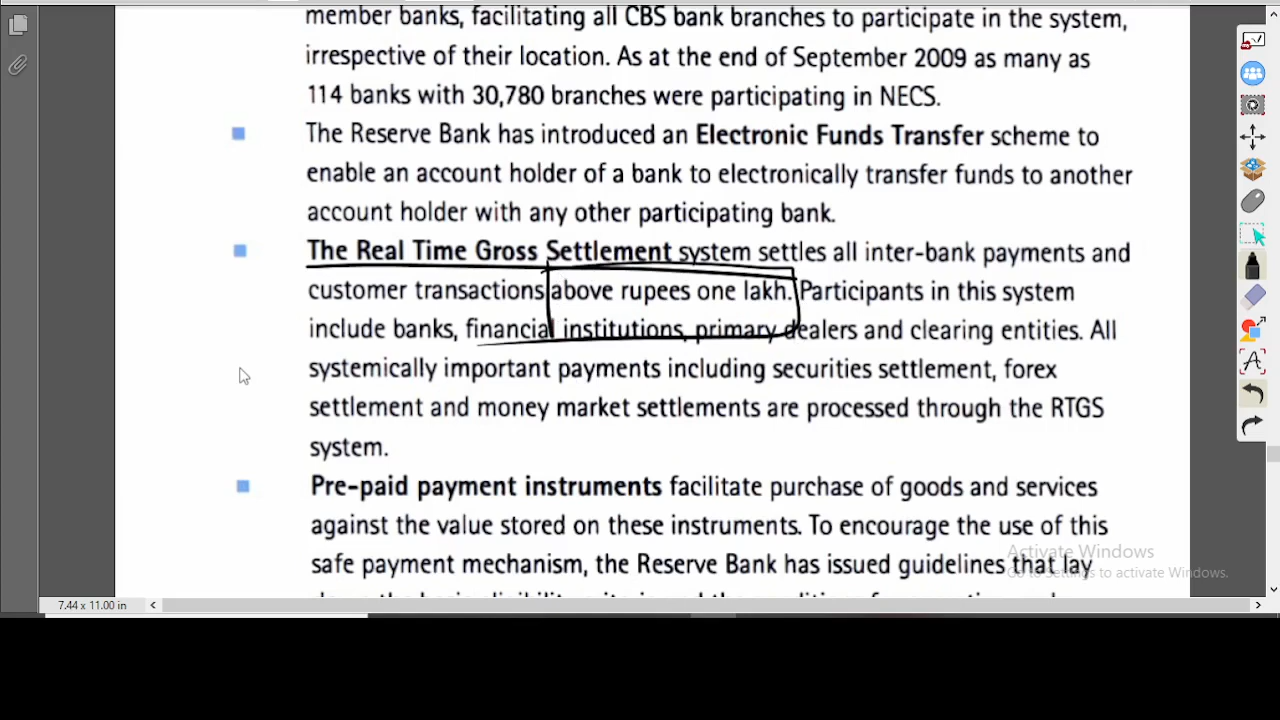 member banks, facilitating all CBS bank branches to participate in the system,
irrespective of their location. As at the end of September 2009 as many as
114 banks with 30,780 branches were participating in NECS.
The Reserve Bank has introduced an Electronic Funds Transfer scheme to
enable an account holder of a bank to electronically transfer funds to another
account holder with any other participating bank.
The Real Time Gross Settlement system settles all inter-bank payments and
customer transactions above rupees one lakh. Participants in this system
include banks, financial institutions, primary dealers and clearing entities. All
systemically important payments including securities settlement, forex
settlement and money market settlements are processed through the RTGS
system.
Pre-paid payment instruments facilitate purchase of goods and services
against the value stored on these instruments. To encourage the use of this
safe payment mechanism, the Reserve Bank has issued guidelines that lay
Activate Windows
Go to Settings to activate Windows.
7.44 x 11.00 in